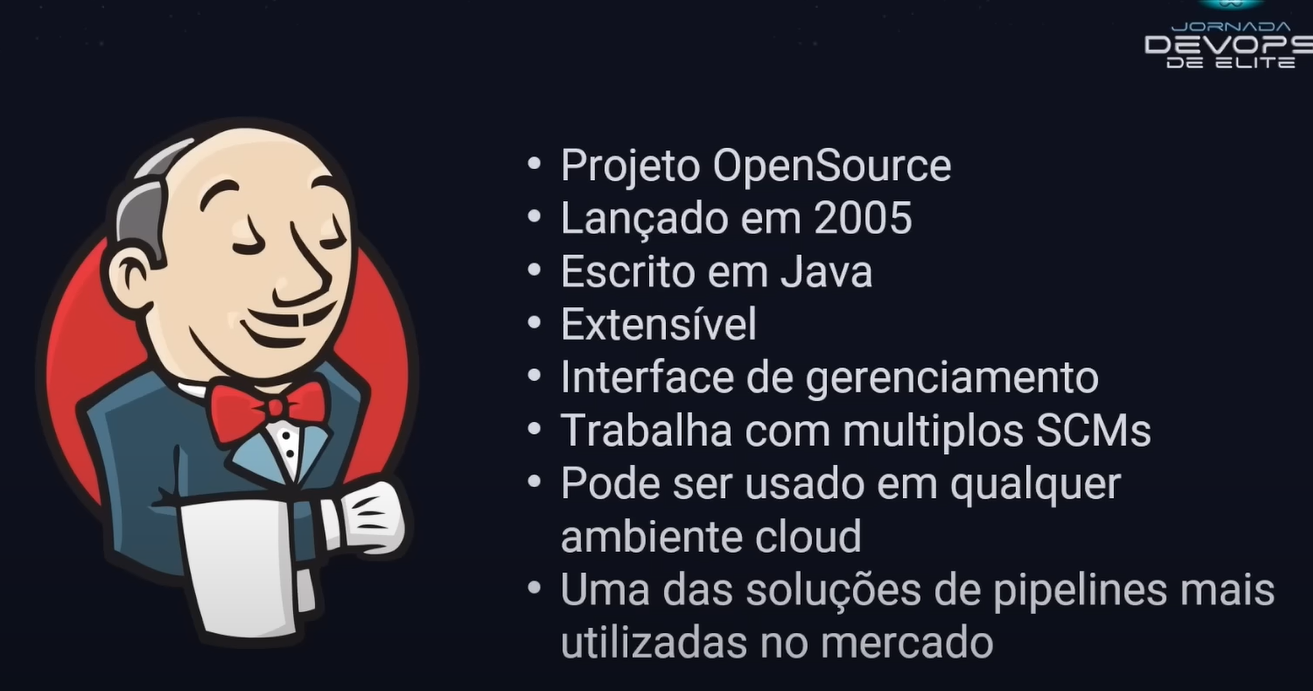 JORNADA
DEVOPS
DE ELITE
• Projeto OpenSource
• Lançado em 2005
• Escrito em Java
• Extensível
• Interface de gerenciamento
• Trabalha com multiplos SCMs
• Pode ser usado em qualquer
ambiente cloud
• Uma das soluções de pipelines mais
utilizadas no mercado